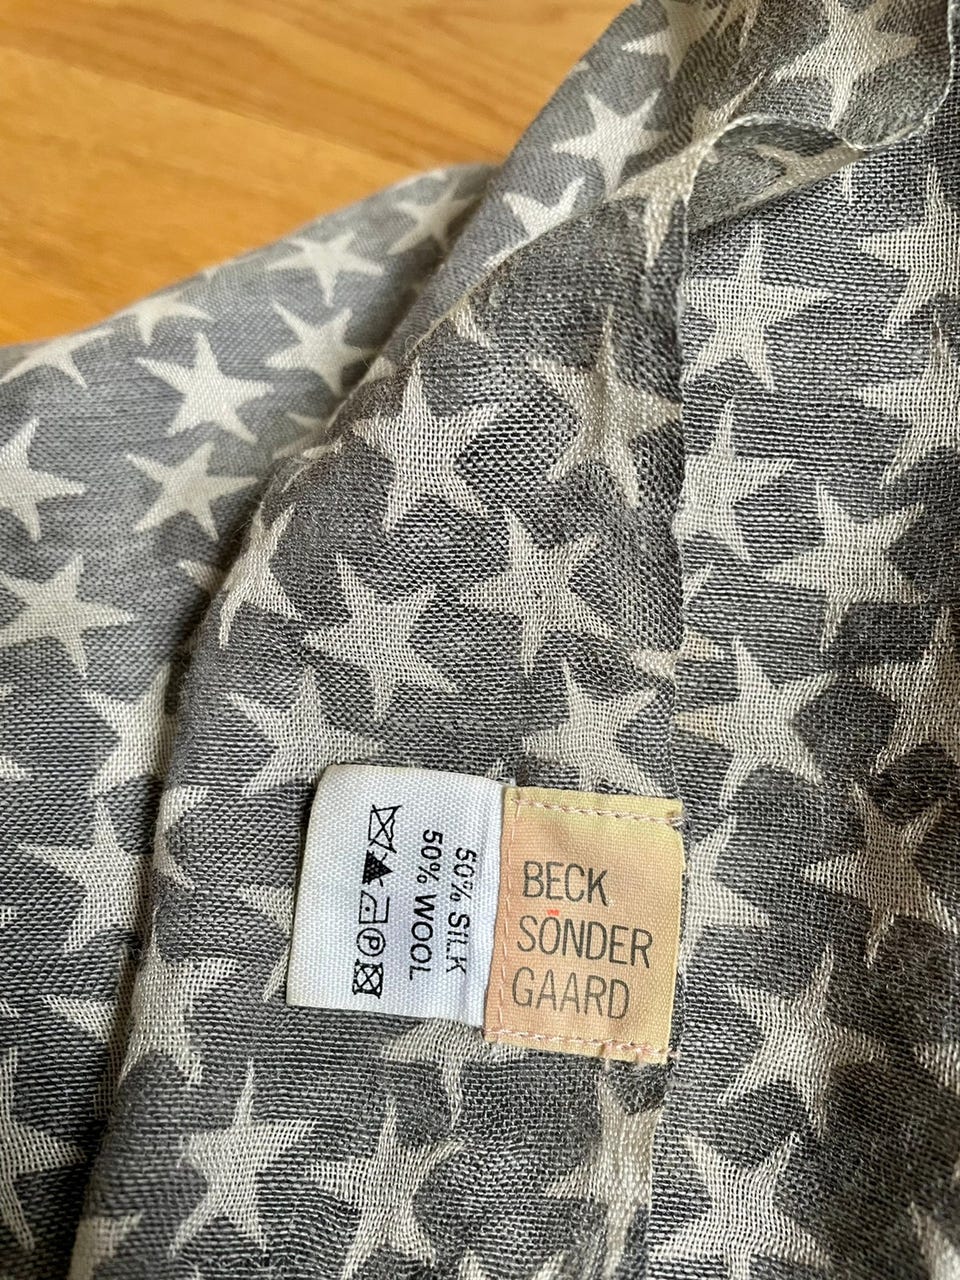 BECK
SÖNDER
GAARD
50% SILK
50% WOOL
P